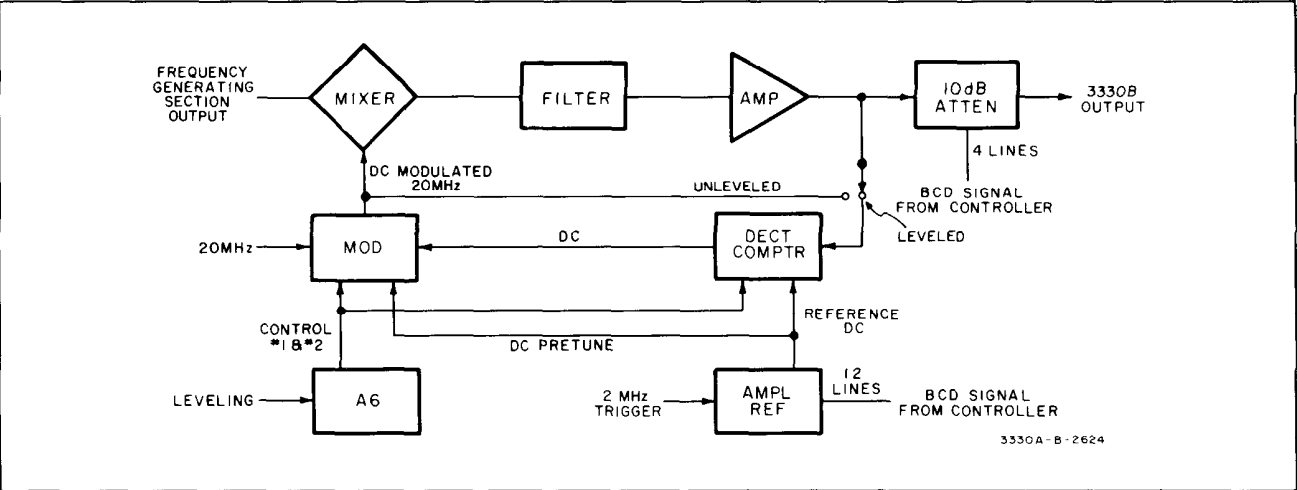 FREQUENCY
GENERATING
SECTION
OUTPUT
MIXER
FILTER
AMP
10dB
ATTEN
3330B
OUTPUT
4 LINES
BCD SIGNAL
FROM CONTROLLER
DC MODULATED
20MHz
UNLEVELED
LEVELED
20MHz
MOD
DC
DECT
COMPTR
CONTROL
#1 & #2
DC PRETUNE
REFERENCE
DC
LEVELING
A6
2 MHz
TRIGGER
AMPL
REF
12
LINES
BCD SIGNAL
FROM CONTROLLER
3330A-B-2624